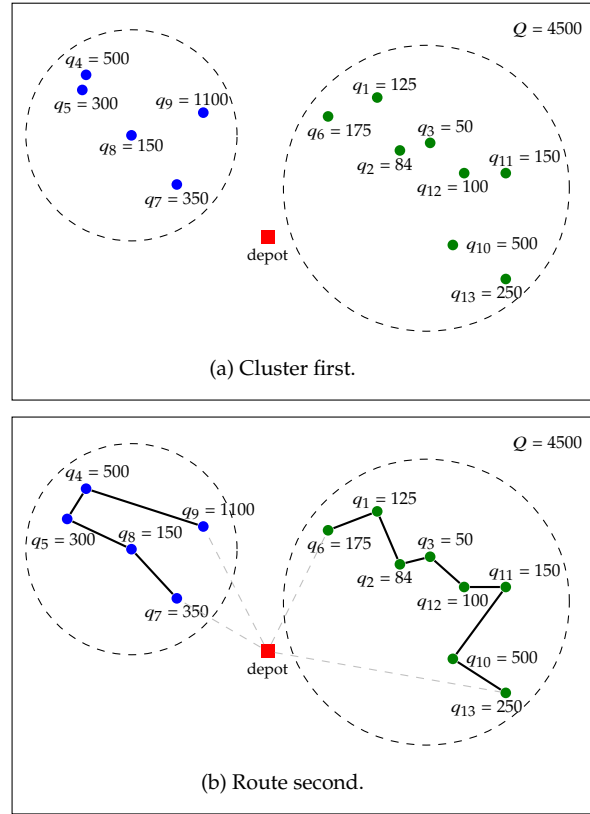 Q = 4500
q4 = 500
q5 = 300
q9 = 1100
q8 = 150
q7 = 350
q1 = 125
q6 = 175
q3 = 50
q2 = 84
q11 = 150
q12 = 100
q10 = 500
q13 = 250
depot
(a) Cluster first.
Q = 4500
q4 = 500
q9 = 1100
q5 = 300
q8 = 150
q7 = 350
q1 = 125
q6 = 175
q3 = 50
q2 = 84
q11 = 150
q12 = 100
q10 = 500
q13 = 250
depot
(b) Route second.